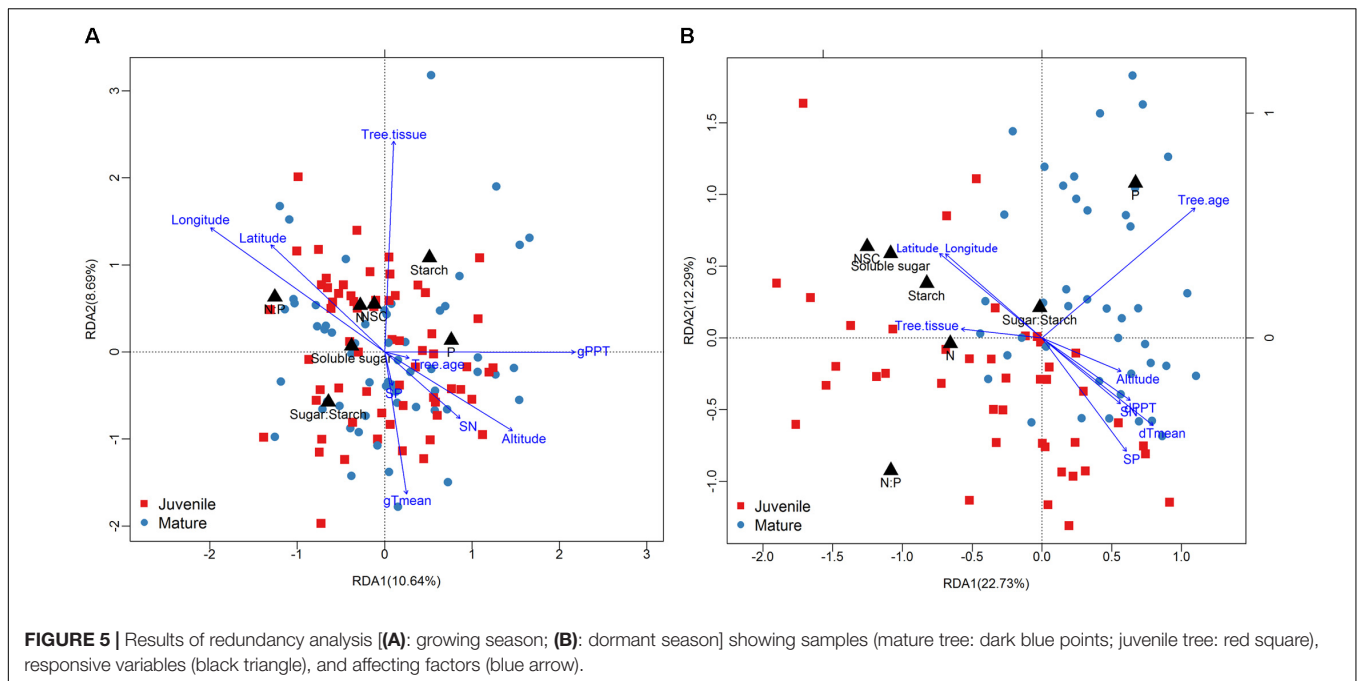 A
B
3
2
1
0
-1
-2
RDA2(8.69%)
Tree.tissue
Longitude
Latitude
Starch
N:P
N
NSC
P
gPPT
Soluble sugar
Tree.age
SP
Sugar:Starch
SN
Altitude
gTmean
Juvenile
Mature
-2
-1
0
1
2
3
RDA1(10.64%)
1.5
1.0
0.5
0.0
-0.5
-1.0
RDA2(12.29%)
1
0
P
Tree.age
NSC
Soluble sugar
Latitude
Longitude
Starch
Sugar:Starch
Tree.tissue
N
Altitude
dPPT
SN
dTmean
SP
N:P
Juvenile
Mature
-2.0
-1.5
-1.0
-0.5
0.0
0.5
1.0
RDA1(22.73%)
FIGURE 5 | Results of redundancy analysis [(A): growing season; (B): dormant season] showing samples (mature tree: dark blue points; juvenile tree: red square),
responsive variables (black triangle), and affecting factors (blue arrow).